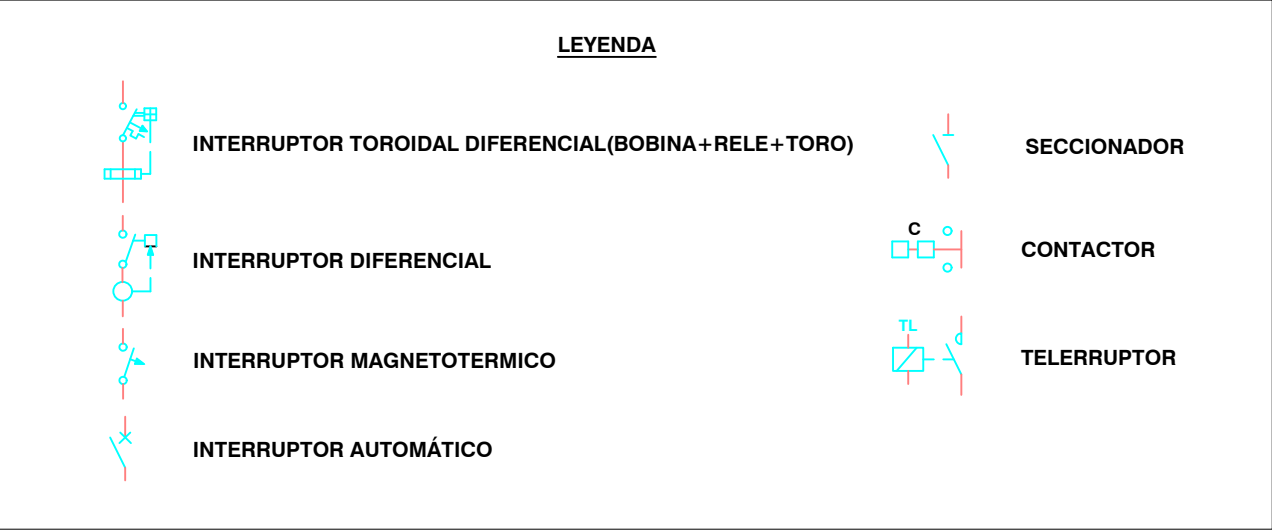 LEYENDA
INTERRUPTOR TOROIDAL DIFERENCIAL(BOBINA+RELE+TORO)
INTERRUPTOR DIFERENCIAL
INTERRUPTOR MAGNETOTERMICO
INTERRUPTOR AUTOMÁTICO
SECCIONADOR
C
CONTACTOR
TL
TELERRUPTOR